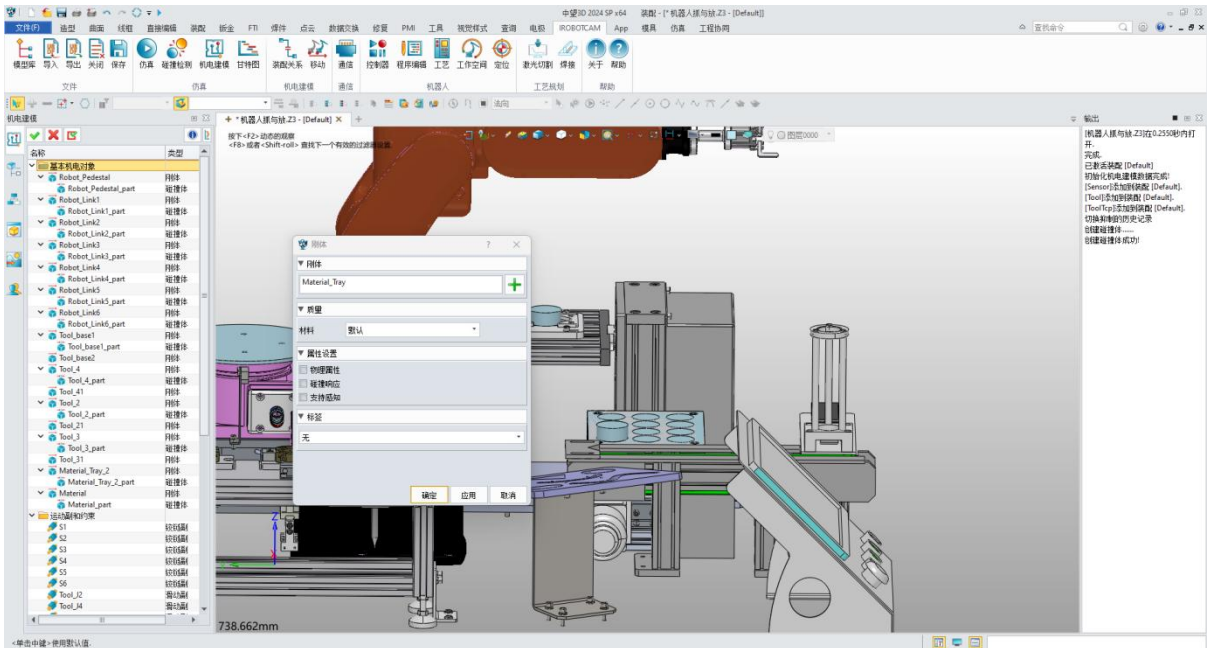 中望3D 2024 SP x64 装配 - [* 机器人抓与放.Z3 - [Default]]
文件(F) 造型 曲面 线框 直接编辑 装配 钣金 FTI 焊件 点云 数据交换 修复 PMI 工具 视觉样式 查询 电极 IROBOTCAM App 模具 仿真 工程协同 查找命令
模型库 导入 导出 关闭 保存 仿真 碰撞检测 机电建模 甘特图 装配关系 移动 通信 控制器 程序编辑 工艺 工作空间 定位 激光切割 焊接 关于 帮助
文件 仿真 机电建模 通信 机器人 工艺规划 帮助
法向
机电建模
+ * 机器人抓与放.Z3 - [Default] × +
输出
按下<F2> 动态的观察
<F8> 或者<Shift-roll> 查找下一个有效的过滤器设置.
图层0000
名称 类型
基本机电对象
Robot_Pedestal 刚体
Robot_Pedestal_part 碰撞体
Robot_Link1 刚体
Robot_Link1_part 碰撞体
Robot_Link2 刚体
Robot_Link2_part 碰撞体
Robot_Link3 刚体
Robot_Link3_part 碰撞体
Robot_Link4 刚体
Robot_Link4_part 碰撞体
Robot_Link5 刚体
Robot_Link5_part 碰撞体
Robot_Link6 刚体
Robot_Link6_part 碰撞体
Tool_base1 刚体
Tool_base1_part 碰撞体
Tool_base2 刚体
Tool_4 刚体
Tool_4_part 碰撞体
Tool_41 刚体
Tool_2 刚体
Tool_2_part 碰撞体
Tool_21 刚体
Tool_3 刚体
Tool_3_part 碰撞体
Tool_31 刚体
Material_Tray_2 刚体
Material_Tray_2_part 碰撞体
Material 刚体
Material_part 碰撞体
运动副和约束
S1 铰链副
S2 铰链副
S3 铰链副
S4 铰链副
S5 铰链副
S6 铰链副
Tool_J2 滑动副
Tool_J4 滑动副
刚体 ? ×
刚体
Material_Tray
质量
材料 默认
属性设置
物理属性
碰撞响应
支持感知
标签
无
确定 应用 取消
Z
X
738.662mm
[机器人抓与放.Z3]在0.2550秒内打
开.
完成.
已激活装配 [Default]
初始化机电建模数据完成!
[Sensor]添加到装配 [Default].
[Tool]添加到装配 [Default].
[ToolTcp]添加到装配 [Default].
切换抑制的历史记录
创建碰撞体......
创建碰撞体成功!
<单击中键>使用默认值.